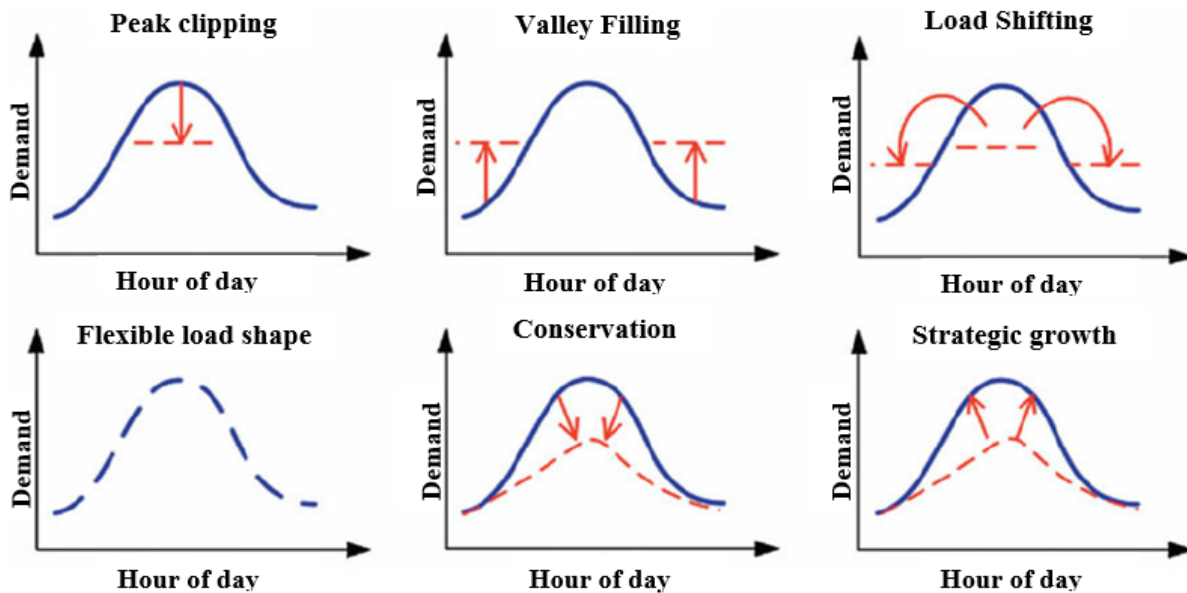 Peak clipping
Demand
Hour of day
Valley Filling
Demand
Hour of day
Load Shifting
Demand
Hour of day
Flexible load shape
Demand
Hour of day
Conservation
Demand
Hour of day
Strategic growth
Demand
Hour of day